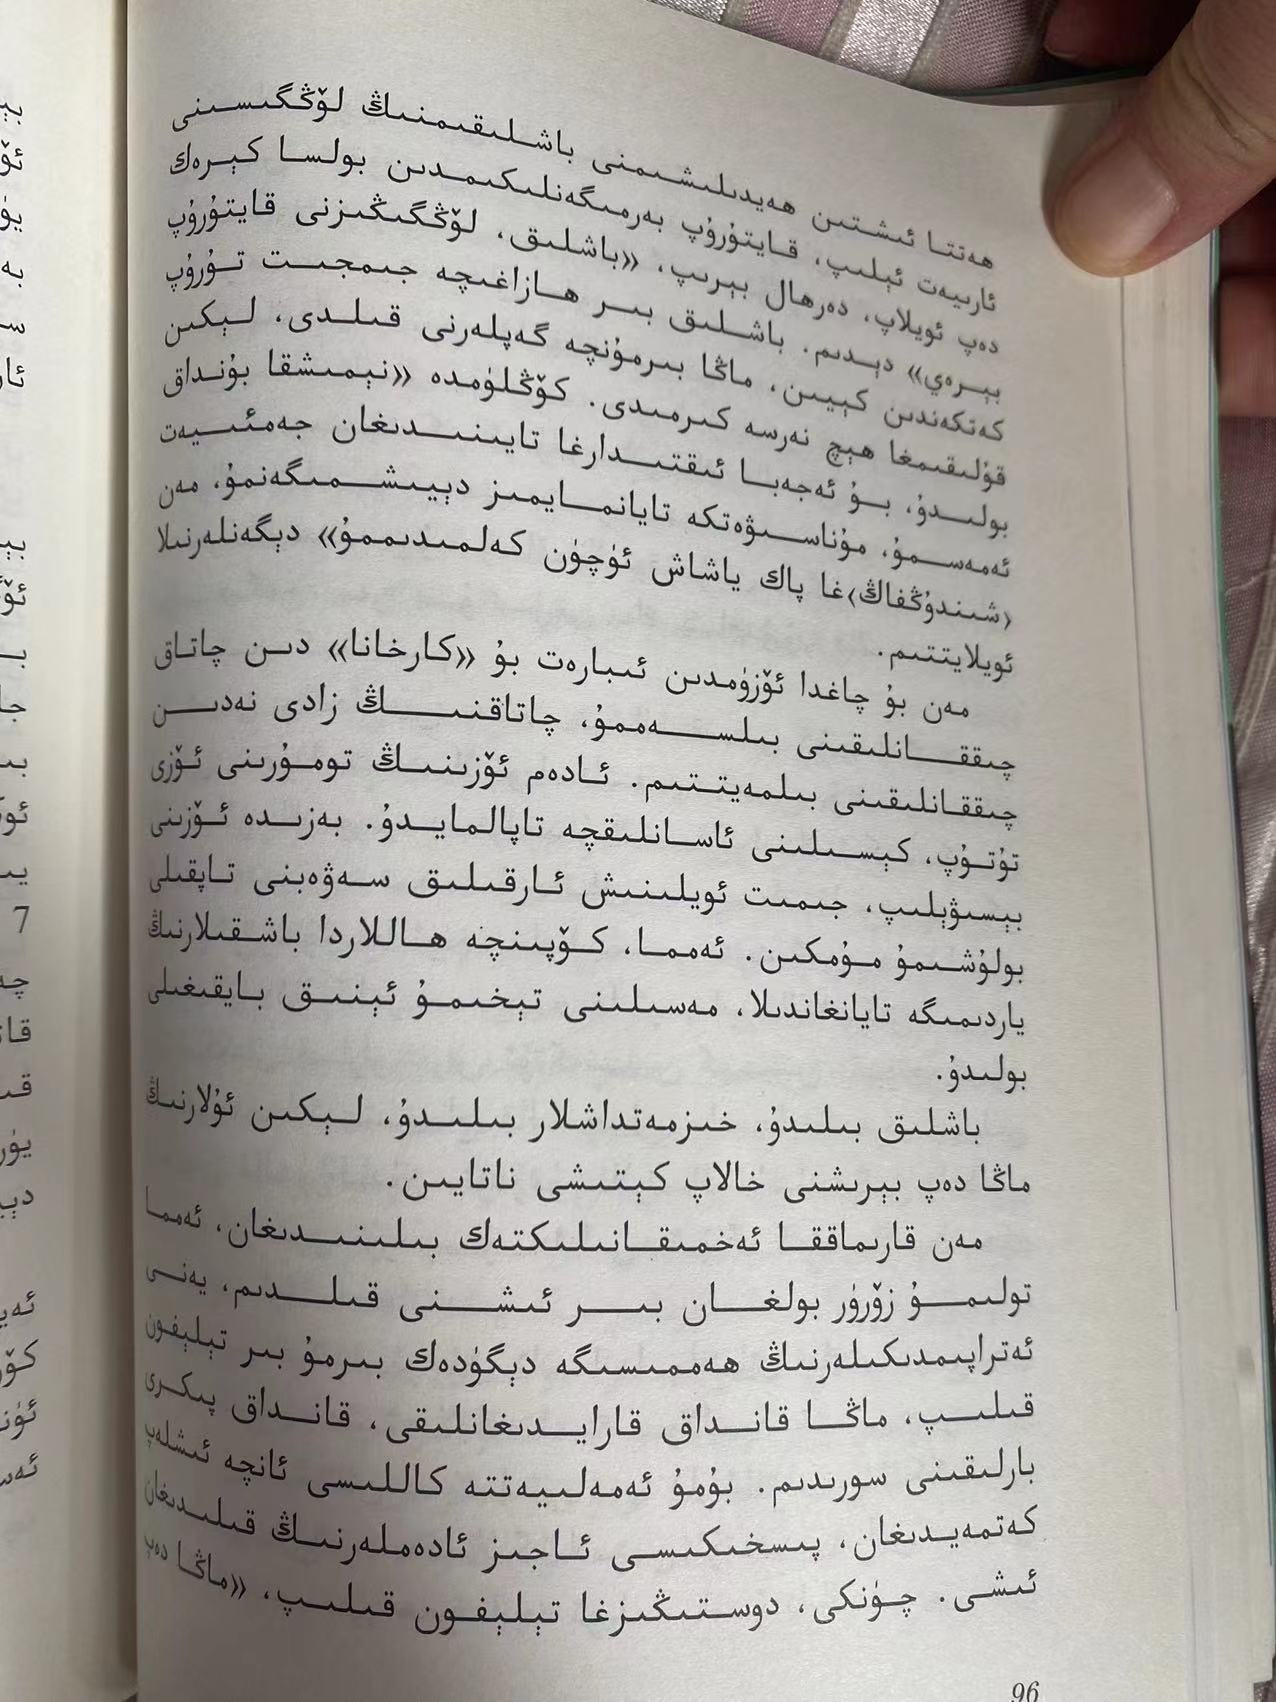 ھەتتا ئىشتىن ھەيدىلىشىمنى باشلىقىمنىڭ لۆڭگىسىنى
ئارىيەت ئېلىپ، قايتۇرۇپ بەرمىگەنلىكىمدىن بولسا كېرەك
دەپ ئويلاپ، دەرھال بېرىپ، «باشلىق، لۆڭگىڭىزنى قايتۇرۇپ
بېرەي» دېدىم. باشلىق بىر ھازاغىچە جىمجىت تۇرۇپ
كەتكەندىن كېيىن، ماڭا بىرمۇنچە گەپلەرنى قىلدى، لېكىن
قۇلىقىمغا ھېچ نەرسە كىرمىدى. كۆڭلۈمدە «نېمىشقا بۇنداق
بولىدۇ، بۇ ئەجەبا ئىقتىدارغا تايىنىدىغان جەمئىيەت
ئەمەسمۇ، مۇناسىۋەتكە تايانمايمىز دېيىشمىگەنمۇ، مەن
‹شىندۇڭفاڭ›غا پاك ياشاش ئۈچۈن كەلمىدىممۇ» دېگەنلەرنىلا
ئويلايتتىم.
مەن بۇ چاغدا ئۆزۈمدىن ئىبارەت بۇ «كارخانا» دىن چاتاق
چىققانلىقىنى بىلسەممۇ، چاتاقنىڭ زادى نەدىن
چىققانلىقىنى بىلمەيتتىم. ئادەم ئۆزىنىڭ تومۇرىنى ئۆزى
تۇتۇپ، كېسىلىنى ئاسانلىقچە تاپالمايدۇ. بەزىدە ئۆزىنى
بېسىۋېلىپ، جىمىت ئويلىنىش ئارقىلىق سەۋەبنى تاپقىلى
بولۇشىمۇ مۇمكىن. ئەمما، كۆپىنچە ھاللاردا باشقىلارنىڭ
ياردىمىگە تايانغاندىلا، مەسىلىنى تېخىمۇ ئېنىق بايقىغىلى
بولىدۇ.
باشلىق بىلىدۇ، خىزمەتداشلار بىلىدۇ، لېكىن ئۇلارنىڭ
ماڭا دەپ بېرىشنى خالاپ كېتىشى ناتايىن.
مەن قارىماققا ئەخمىقانىلىكتەك بىلىنىدىغان، ئەمما
تولىمۇ زۆرۈر بولغان بىر ئىشنى قىلدىم، يەنى
ئەتراپىمدىكىلەرنىڭ ھەممىسىگە دېگۈدەك بىرمۇ بىر تېلېفون
قىلىپ، ماڭا قانداق قارايدىغانلىقى، قانداق پىكرى
بارلىقىنى سورىدىم. بۇمۇ ئەمەلىيەتتە كاللىسى ئانچە ئىشلەپ
كەتمەيدىغان، پىسخىكىسى ئاجىز ئادەملەرنىڭ قىلىدىغان
ئىشى. چۈنكى، دوستىڭىزغا تېلېفون قىلىپ، «ماڭا دەپ
96
7